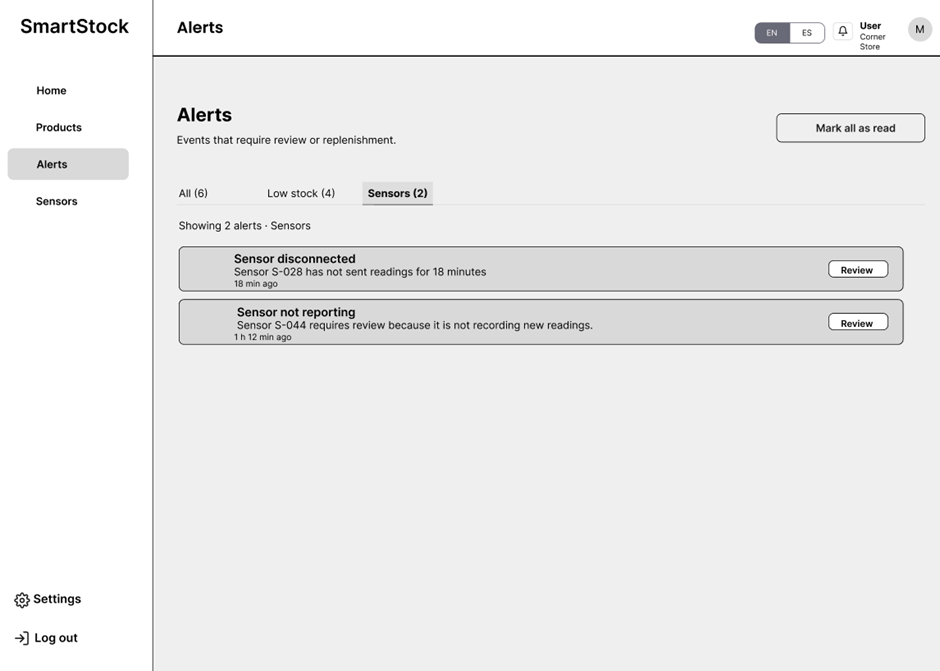 SmartStock
Alerts
EN
ES
User
Corner
Store
M
Home
Products
Alerts
Sensors
Alerts
Events that require review or replenishment.
Mark all as read
All (6)
Low stock (4)
Sensors (2)
Showing 2 alerts · Sensors
Sensor disconnected
Sensor S-028 has not sent readings for 18 minutes
18 min ago
Review
Sensor not reporting
Sensor S-044 requires review because it is not recording new readings.
1 h 12 min ago
Review
Settings
Log out